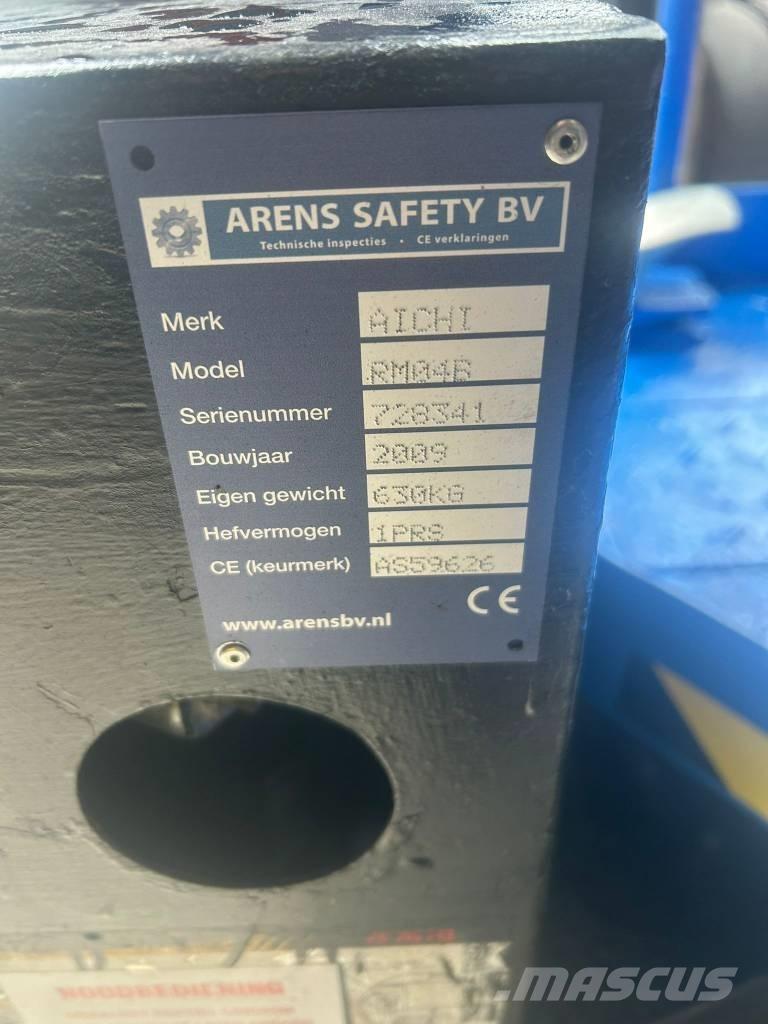 ARENS SAFETY BV
Technische inspecties • CE verklaringen
Merk AICHI
Model RM04B
Serienummer 728341
Bouwjaar 2009
Eigen gewicht 630KG
Hefvermogen 1PRS
CE (keurmerk) AS59626
CE
www.arensbv.nl
NOODBEDIENING
MASCUS